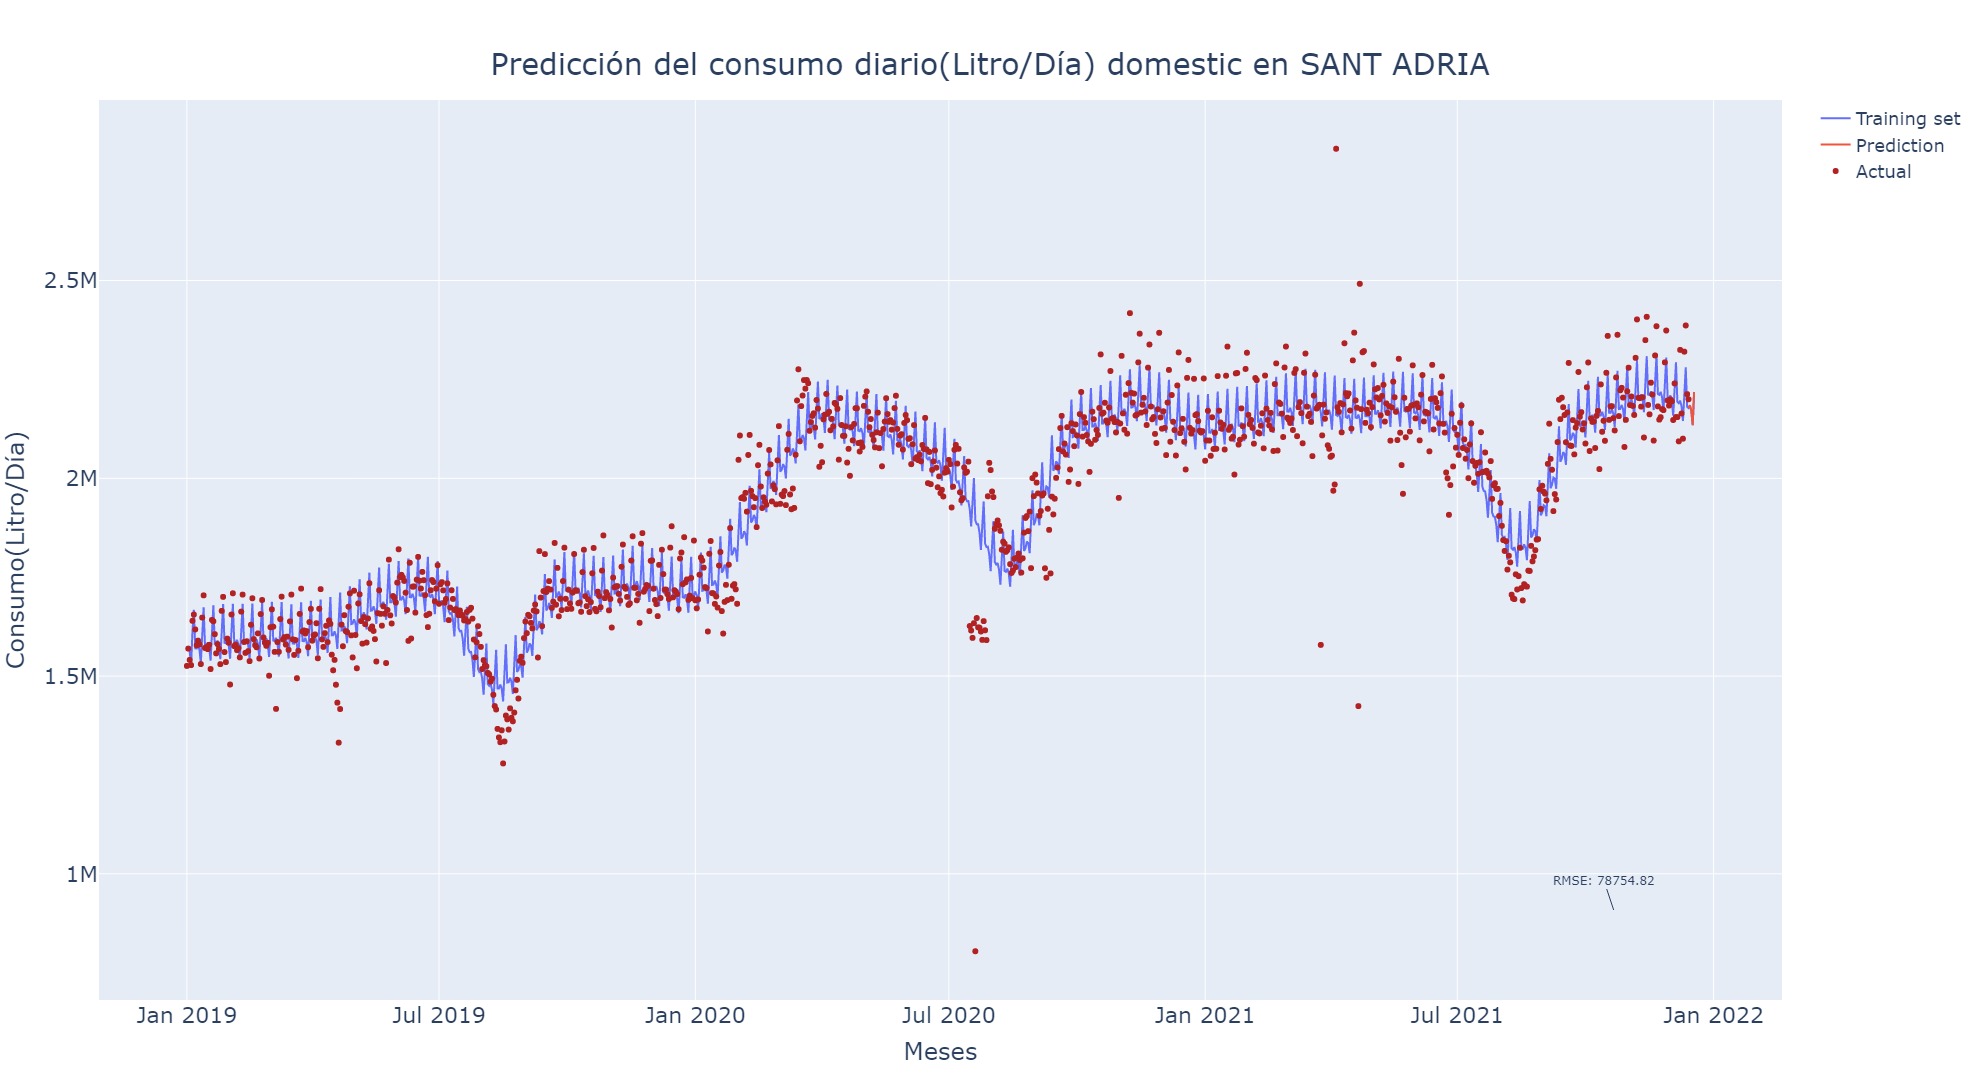 Predicción del consumo diario(Litro/Día) domestic en SANT ADRIA
Training set
Prediction
Actual
2.5M
2M
1.5M
1M
Consumo(Litro/Día)
RMSE: 78754.82
Jan 2019
Jul 2019
Jan 2020
Jul 2020
Jan 2021
Jul 2021
Jan 2022
Meses